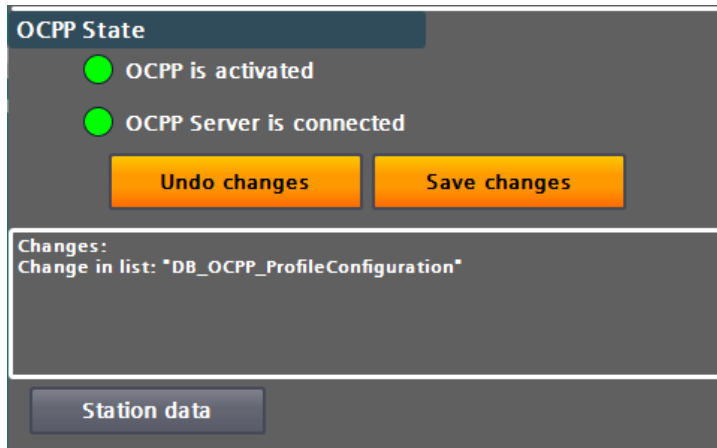 OCPP State
OCPP is activated
OCPP Server is connected
Undo changes
Save changes
Changes:
Change in list: "DB_OCPP_ProfileConfiguration"
Station data